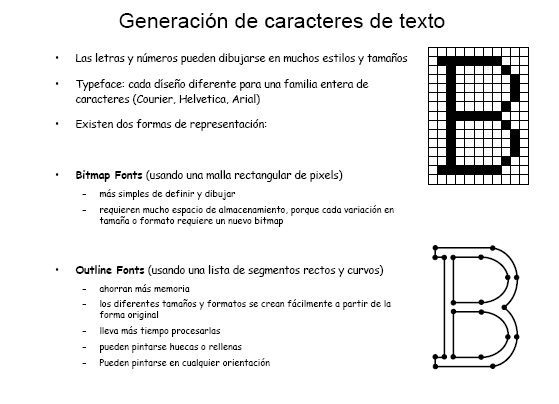 Generación de caracteres de texto
• Las letras y números pueden dibujarse en muchos estilos y tamaños
• Typeface: cada diseño diferente para una familia entera de
caracteres (Courier, Helvetica, Arial)
• Existen dos formas de representación:
• Bitmap Fonts (usando una malla rectangular de pixels)
– más simples de definir y dibujar
– requieren mucho espacio de almacenamiento, porque cada variación en
tamaño o formato requiere un nuevo bitmap
• Outline Fonts (usando una lista de segmentos rectos y curvos)
– ahorran más memoria
– los diferentes tamaños y formatos se crean fácilmente a partir de la
forma original
– lleva más tiempo procesarlas
– pueden pintarse huecas o rellenas
– Pueden pintarse en cualquier orientación
B
B